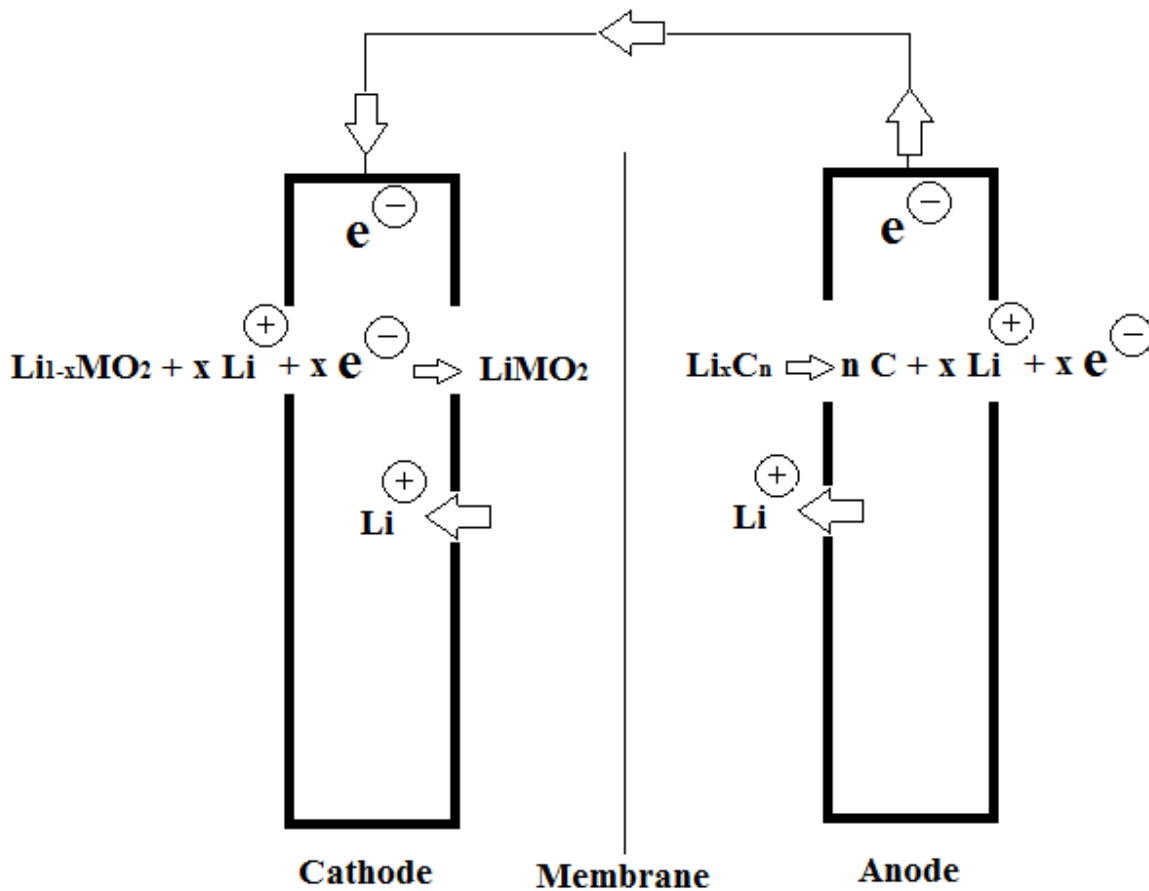 e⊖
e⊖
Li₁₋ₓMO₂ + x Li⊕ + x e⊖ ⇨ LiMO₂
LiₓCₙ ⇨ n C + x Li⊕ + x e⊖
Li⊕
Li⊕
Cathode
Membrane
Anode